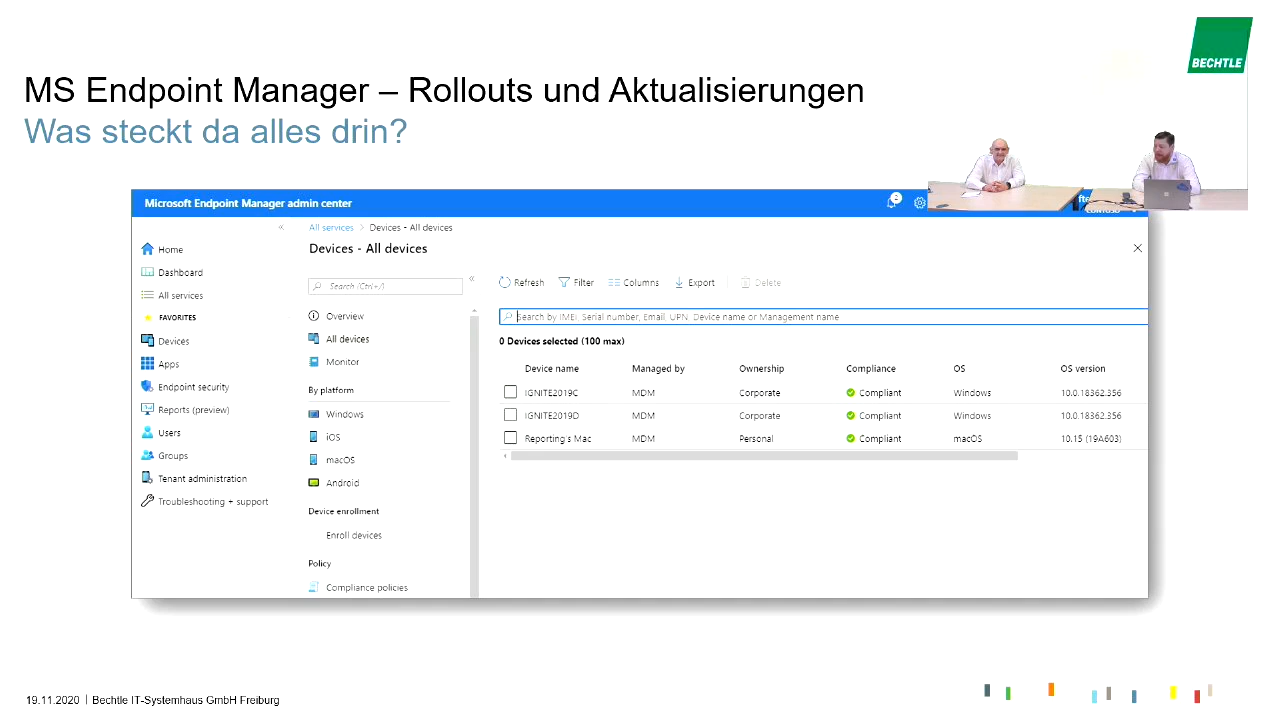 BECHTLE
MS Endpoint Manager – Rollouts und Aktualisierungen
Was steckt da alles drin?
Microsoft Endpoint Manager admin center
2
All services > Devices - All devices
Devices - All devices
Home
Dashboard
All services
FAVORITES
Devices
Apps
Endpoint security
Reports (preview)
Users
Groups
Tenant administration
Troubleshooting + support
Search (Ctrl+/)
Overview
All devices
Monitor
By platform
Windows
iOS
macOS
Android
Device enrollment
Enroll devices
Policy
Compliance policies
Refresh Filter Columns Export Delete
Search by IMEI, Serial number, Email, UPN, Device name or Management name
0 Devices selected (100 max)
Device name Managed by Ownership Compliance OS OS version
IGNITE2019C MDM Corporate Compliant Windows 10.0.18362.356
IGNITE2019D MDM Corporate Compliant Windows 10.0.18362.356
Reporting's Mac MDM Personal Compliant macOS 10.15 (19A603)
19.11.2020 | Bechtle IT-Systemhaus GmbH Freiburg